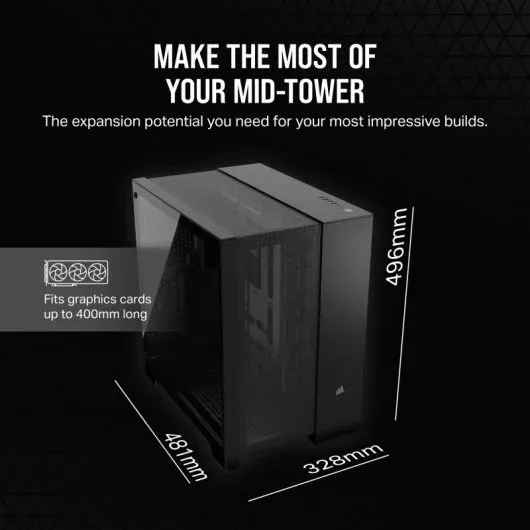 MAKE THE MOST OF
YOUR MID-TOWER
The expansion potential you need for your most impressive builds.
Fits graphics cards
up to 400mm long
496mm
481mm
328mm